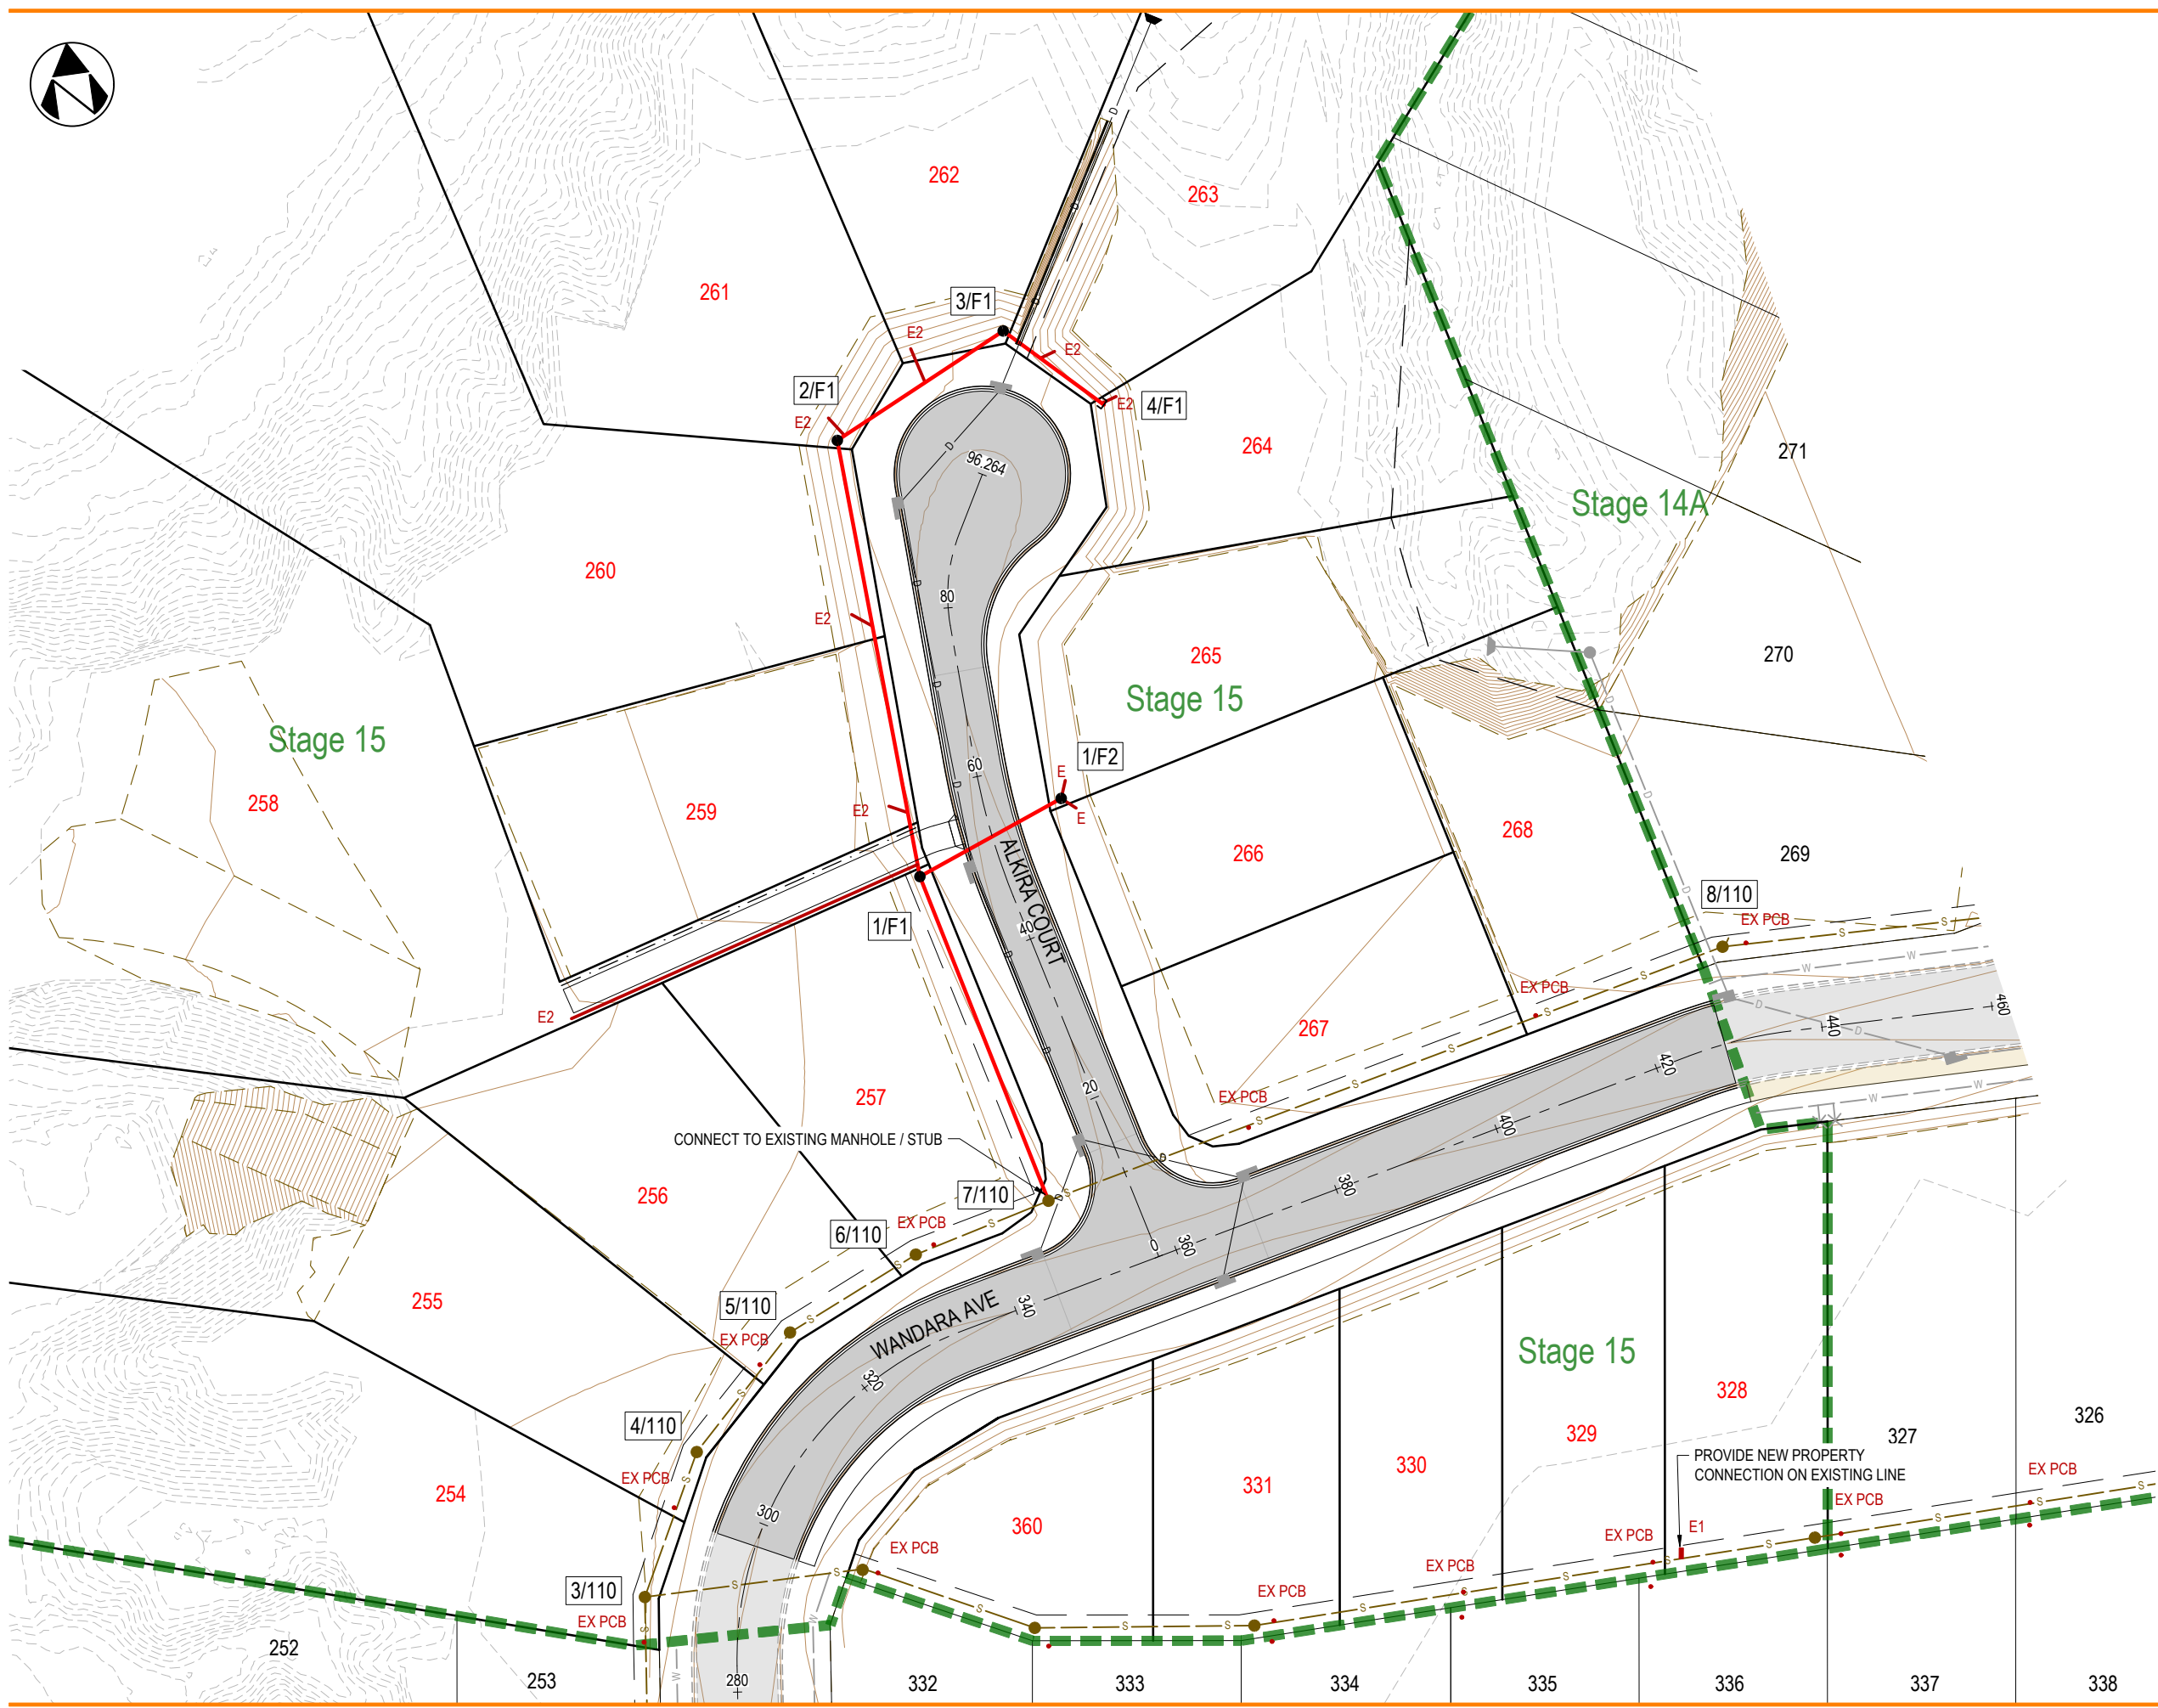 262
263
261
3/F1
E2
E2
2/F1
E2
E2
4/F1
264
271
Stage 14A
96.264
D
D
D
D
260
80
E2
265
270
Stage 15
Stage 15
258
259
E2
60
1/F2
E
E
266
268
269
8/110
EX PCB
ALKIRA COURT
40
1/F1
E2
EX PCB
267
EX PCB
257
20
CONNECT TO EXISTING MANHOLE / STUB
440
460
420
400
380
360
0
256
7/110
EX PCB
6/110
255
5/110
EX PCB
WANDARA AVE
340
320
Stage 15
328
329
330
331
360
4/110
EX PCB
254
300
326
327
PROVIDE NEW PROPERTY
CONNECTION ON EXISTING LINE
EX PCB
EX PCB
E1
EX PCB
EX PCB
EX PCB
EX PCB
3/110
EX PCB
252
253
280
332
333
334
335
336
337
338
S
S
S
S
W
W
W